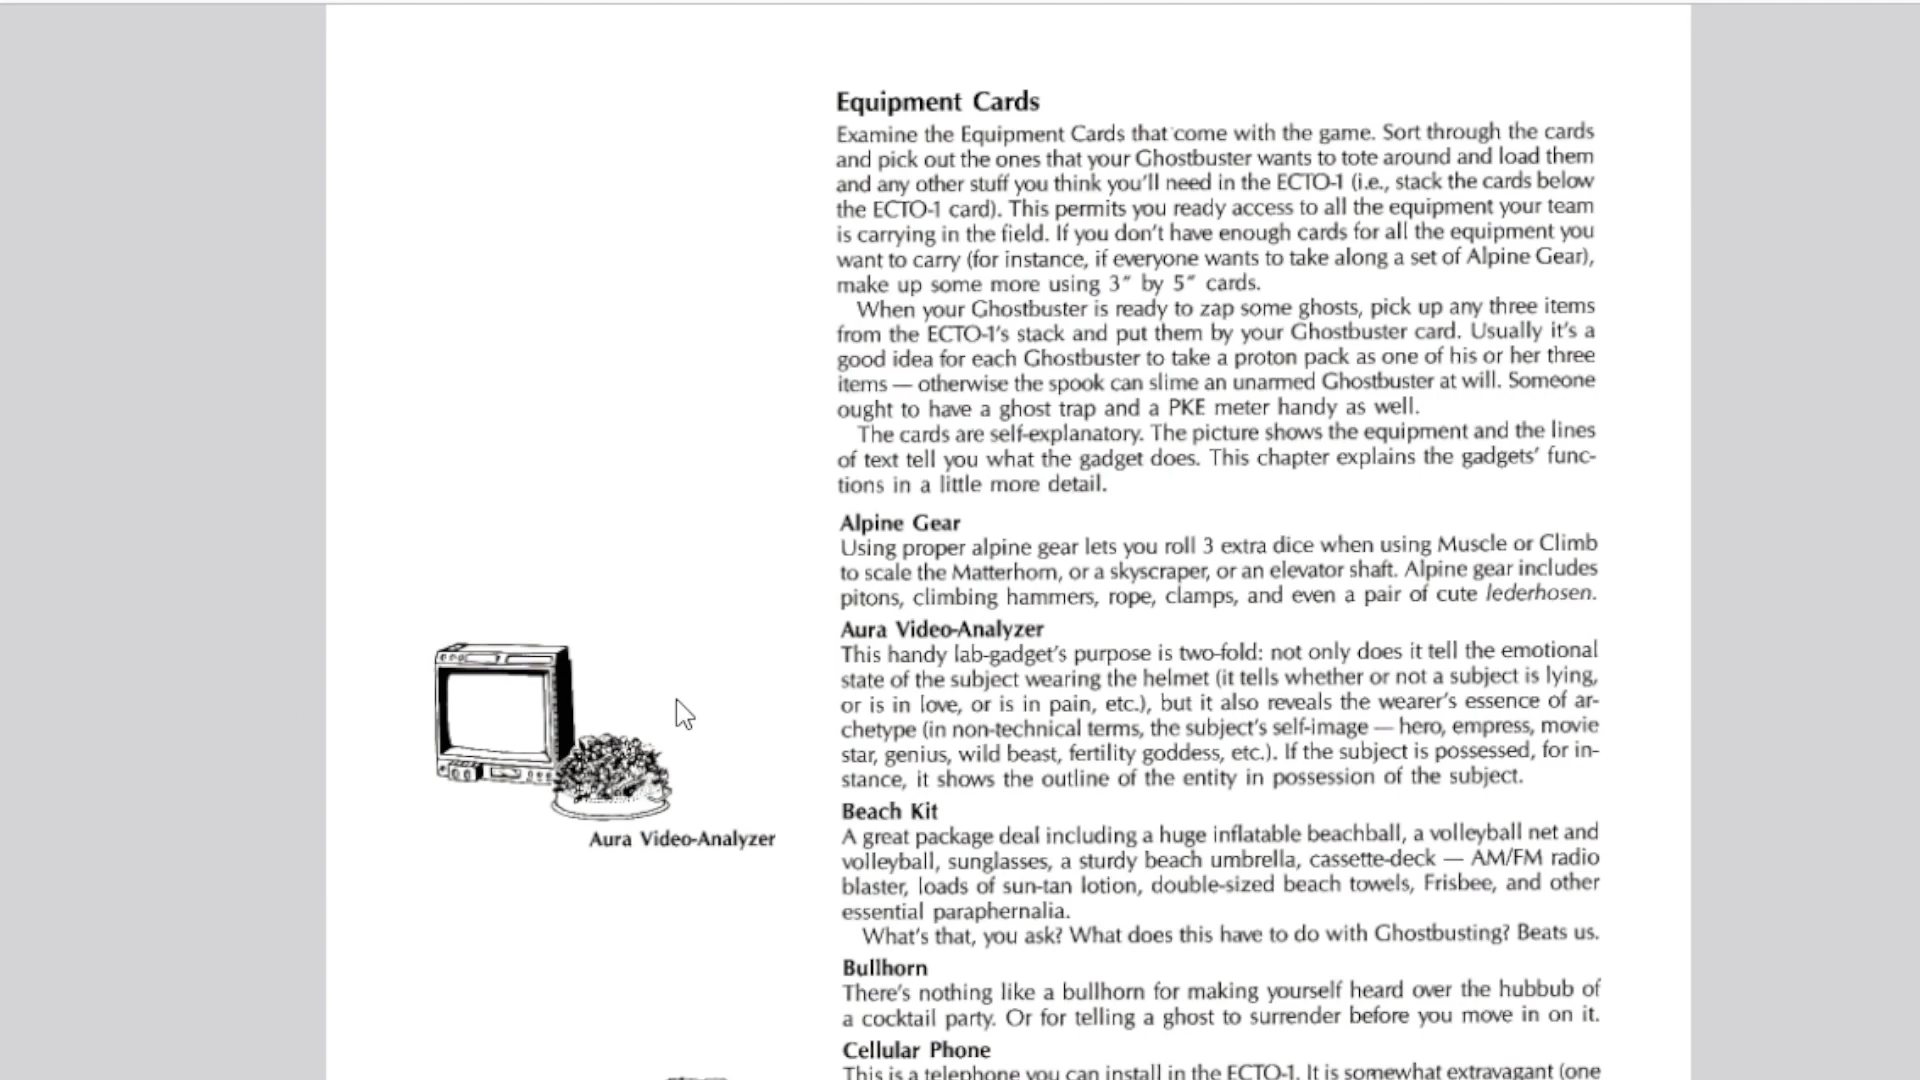 Equipment Cards
Examine the Equipment Cards that come with the game. Sort through the cards
and pick out the ones that your Ghostbuster wants to tote around and load them
and any other stuff you think you'll need in the ECTO-1 (i.e., stack the cards below
the ECTO-1 card). This permits you ready access to all the equipment your team
is carrying in the field. If you don't have enough cards for all the equipment you
want to carry (for instance, if everyone wants to take along a set of Alpine Gear),
make up some more using 3″ by 5″ cards.
When your Ghostbuster is ready to zap some ghosts, pick up any three items
from the ECTO-1's stack and put them by your Ghostbuster card. Usually it's a
good idea for each Ghostbuster to take a proton pack as one of his or her three
items — otherwise the spook can slime an unarmed Ghostbuster at will. Someone
ought to have a ghost trap and a PKE meter handy as well.
The cards are self-explanatory. The picture shows the equipment and the lines
of text tell you what the gadget does. This chapter explains the gadgets' func-
tions in a little more detail.
Alpine Gear
Using proper alpine gear lets you roll 3 extra dice when using Muscle or Climb
to scale the Matterhorn, or a skyscraper, or an elevator shaft. Alpine gear includes
pitons, climbing hammers, rope, clamps, and even a pair of cute lederhosen.
Aura Video-Analyzer
This handy lab-gadget's purpose is two-fold: not only does it tell the emotional
state of the subject wearing the helmet (it tells whether or not a subject is lying,
or is in love, or is in pain, etc.), but it also reveals the wearer's essence of ar-
chetype (in non-technical terms, the subject's self-image — hero, empress, movie
star, genius, wild beast, fertility goddess, etc.). If the subject is possessed, for in-
stance, it shows the outline of the entity in possession of the subject.
Aura Video-Analyzer
Beach Kit
A great package deal including a huge inflatable beachball, a volleyball net and
volleyball, sunglasses, a sturdy beach umbrella, cassette-deck — AM/FM radio
blaster, loads of sun-tan lotion, double-sized beach towels, Frisbee, and other
essential paraphernalia.
What's that, you ask? What does this have to do with Ghostbusting? Beats us.
Bullhorn
There's nothing like a bullhorn for making yourself heard over the hubbub of
a cocktail party. Or for telling a ghost to surrender before you move in on it.
Cellular Phone
This is a telephone you can install in the ECTO-1. It is somewhat extravagant (one